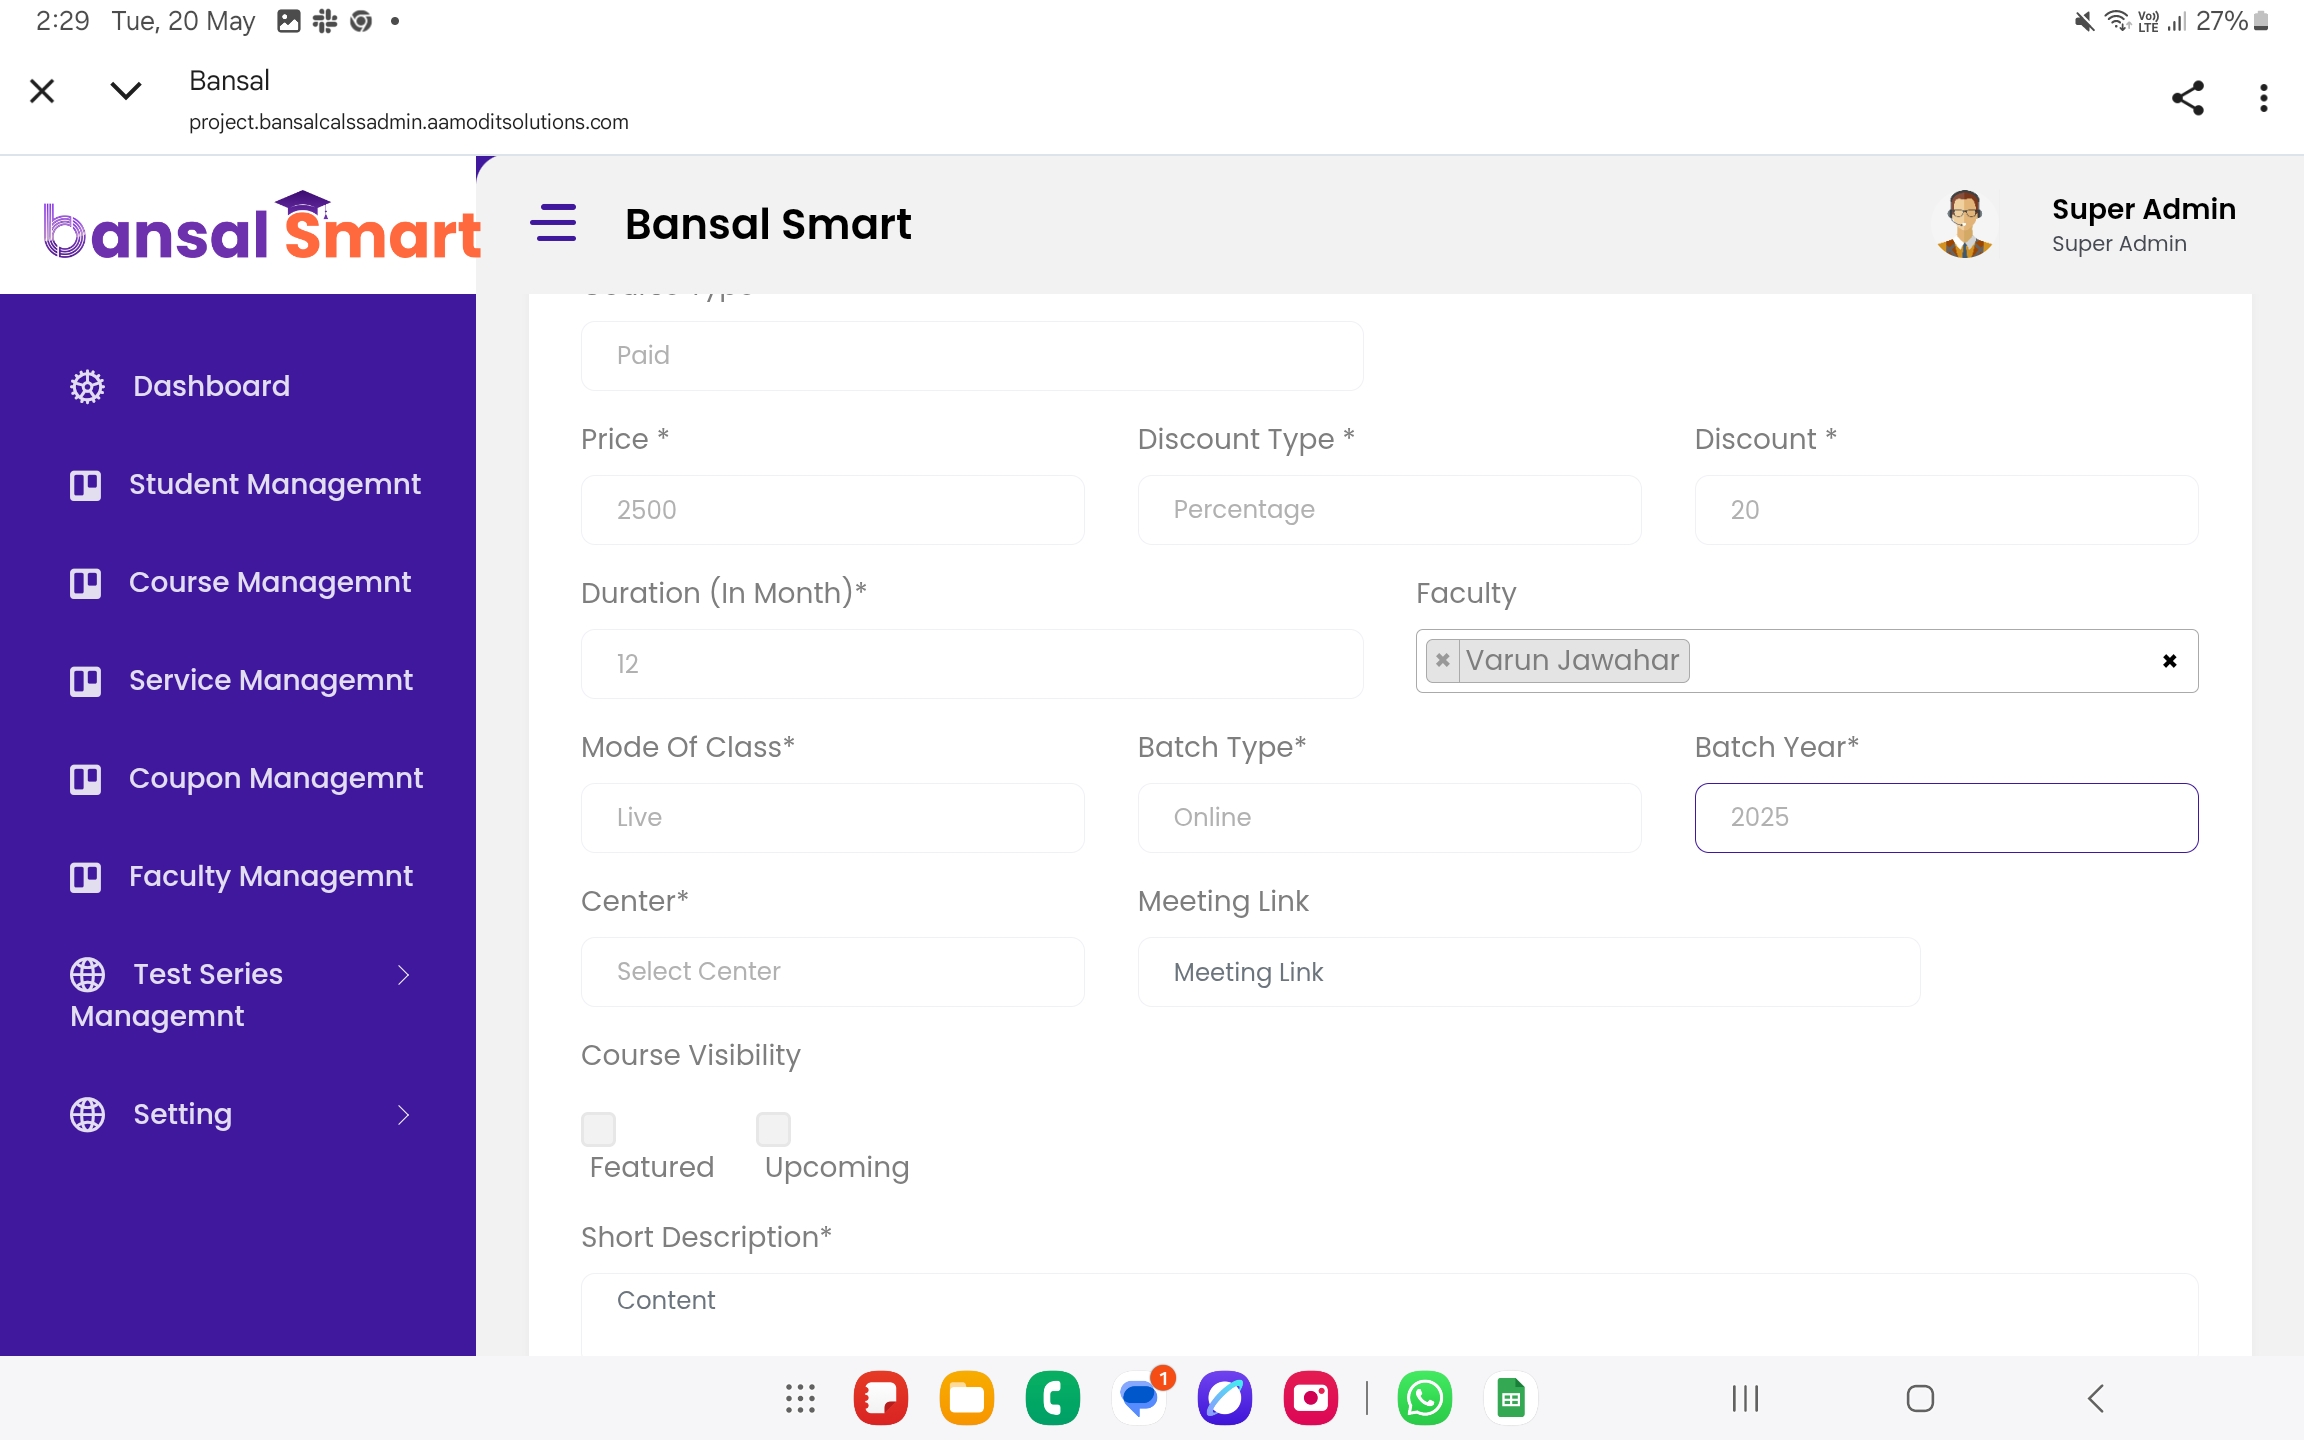 2:29 Tue, 20 May
Vo)) LTE 27%
Bansal
project.bansalcalssadmin.aamoditsolutions.com
bansal Smart
Bansal Smart
Super Admin
Super Admin
Dashboard
Student Managemnt
Course Managemnt
Service Managemnt
Coupon Managemnt
Faculty Managemnt
Test Series
Managemnt
Setting
Paid
Price * Discount Type * Discount *
2500 Percentage 20
Duration (In Month)* Faculty
12 Varun Jawahar
Mode Of Class* Batch Type* Batch Year*
Live Online 2025
Center* Meeting Link
Select Center Meeting Link
Course Visibility
Featured Upcoming
Short Description*
Content
1